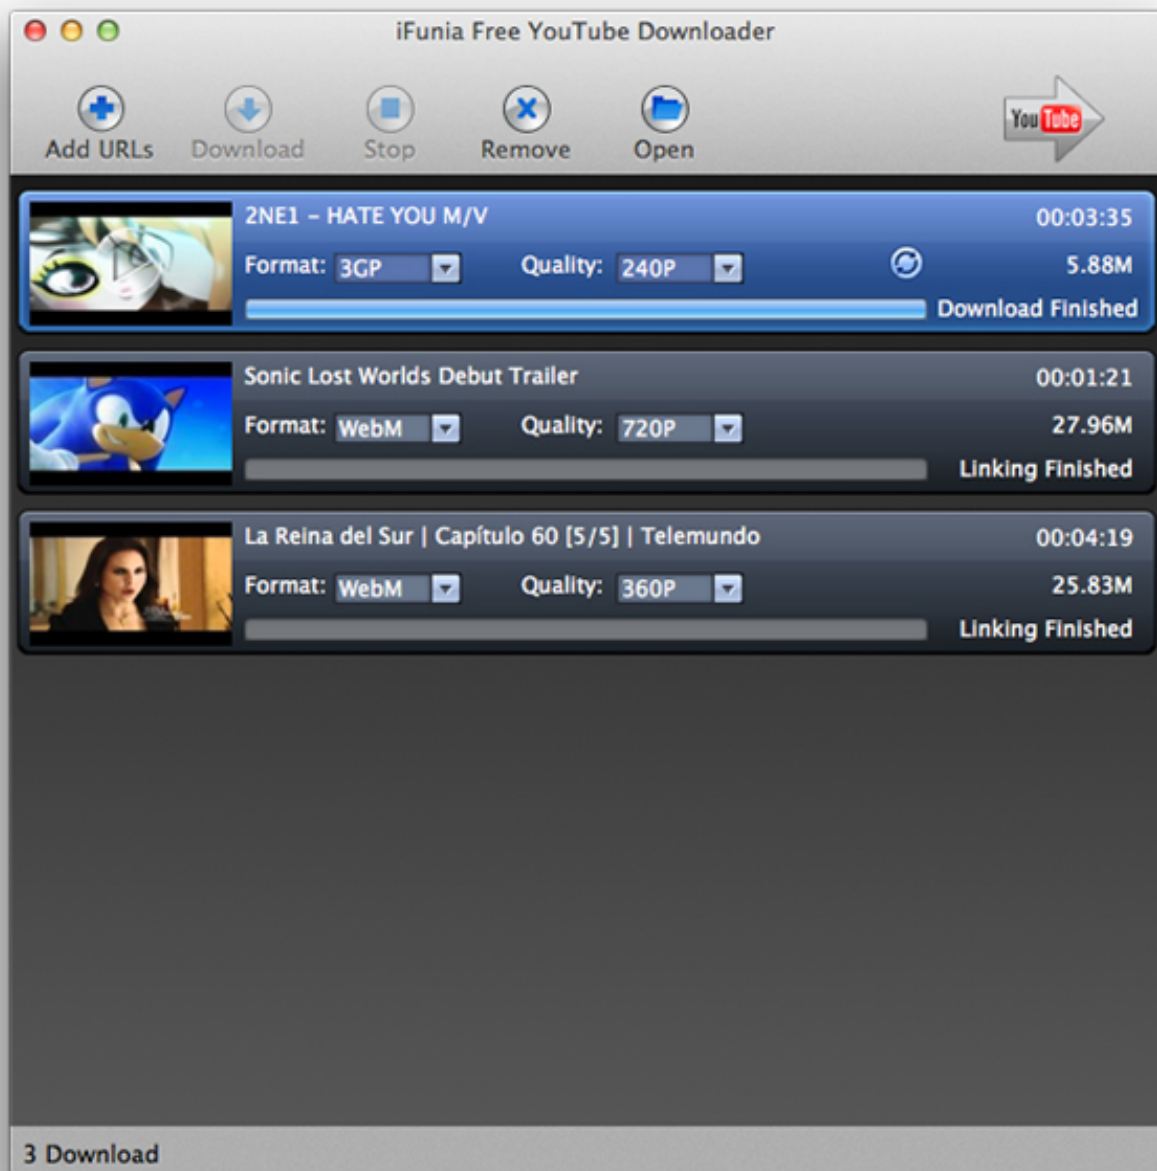 iFunia Free YouTube Downloader
Add URLs Download Stop Remove Open YouTube
2NE1 – HATE YOU M/V 00:03:35
Format: 3GP Quality: 240P 5.88M
Download Finished
Sonic Lost Worlds Debut Trailer 00:01:21
Format: WebM Quality: 720P 27.96M
Linking Finished
La Reina del Sur | Capítulo 60 [5/5] | Telemundo 00:04:19
Format: WebM Quality: 360P 25.83M
Linking Finished
3 Download